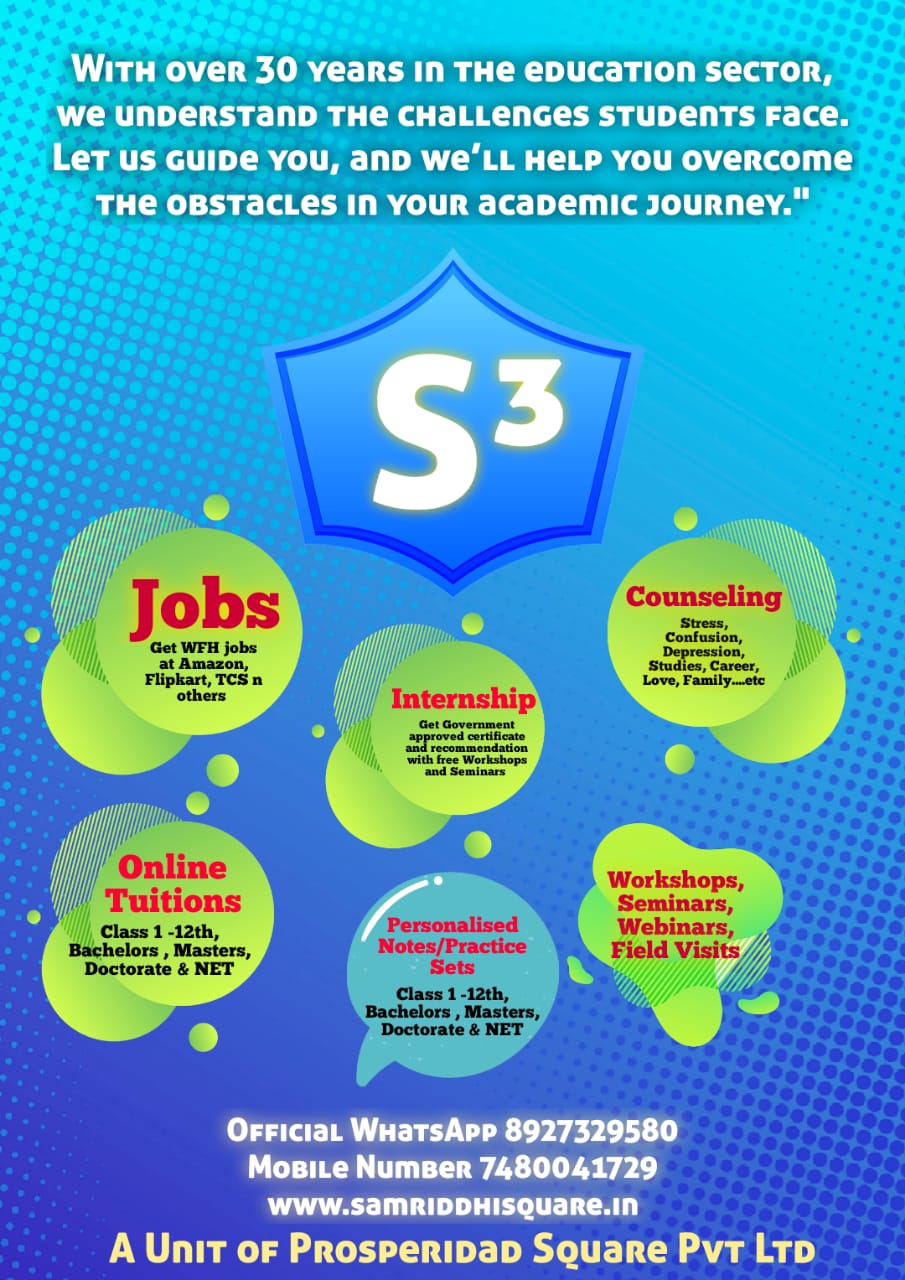 With over 30 years in the education sector,
we understand the challenges students face.
Let us guide you, and we'll help you overcome
the obstacles in your academic journey."
S³
Jobs
Get WFH jobs
at Amazon,
Flipkart, TCS n
others
Counseling
Stress,
Confusion,
Depression,
Studies, Career,
Love, Family....etc
Internship
Get Government
approved certificate
and recommendation
with free Workshops
and Seminars
Online
Tuitions
Class 1 -12th,
Bachelors , Masters,
Doctorate & NET
Personalised
Notes/Practice
Sets
Class 1 -12th,
Bachelors , Masters,
Doctorate & NET
Workshops,
Seminars,
Webinars,
Field Visits
Official WhatsApp 8927329580
Mobile Number 7480041729
www.samriddhisquare.in
A Unit of Prosperidad Square Pvt Ltd